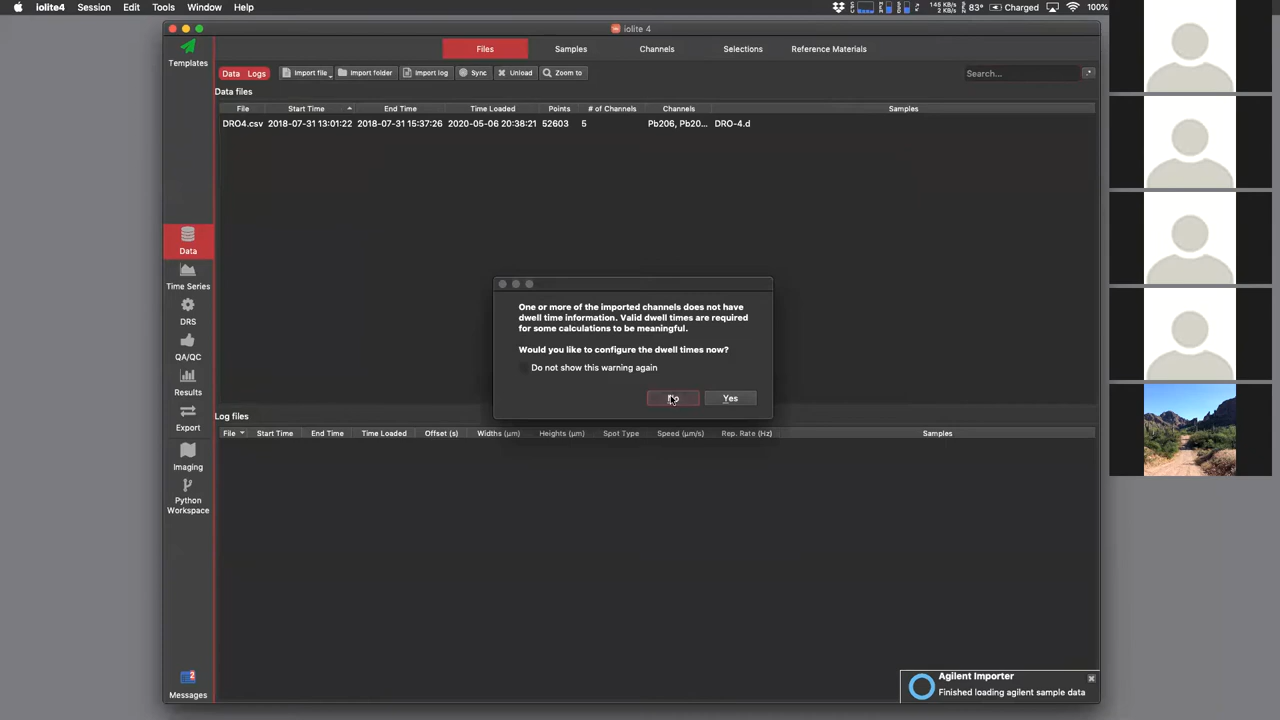 iolite4 Session Edit Tools Window Help 145 KB 2 KB 83° Charged 100%
iolite 4
Templates Files Samples Channels Selections Reference Materials
Data Logs Import file Import folder Import log Sync Unload Zoom to Search... .*
Data files
File Start Time End Time Time Loaded Points # of Channels Channels Samples
DRO4.csv 2018-07-31 13:01:22 2018-07-31 15:37:26 2020-05-06 20:38:21 52603 5 Pb206, Pb20... DRO-4.d
Data
Time Series
DRS
QA/QC
Results
Export
Imaging
Python
Workspace
Messages
2
One or more of the imported channels does not have
dwell time information. Valid dwell times are required
for some calculations to be meaningful.
Would you like to configure the dwell times now?
Do not show this warning again
No Yes
Log files
File Start Time End Time Time Loaded Offset (s) Widths (µm) Heights (µm) Spot Type Speed (µm/s) Rep. Rate (Hz) Samples
Agilent Importer
Finished loading agilent sample data